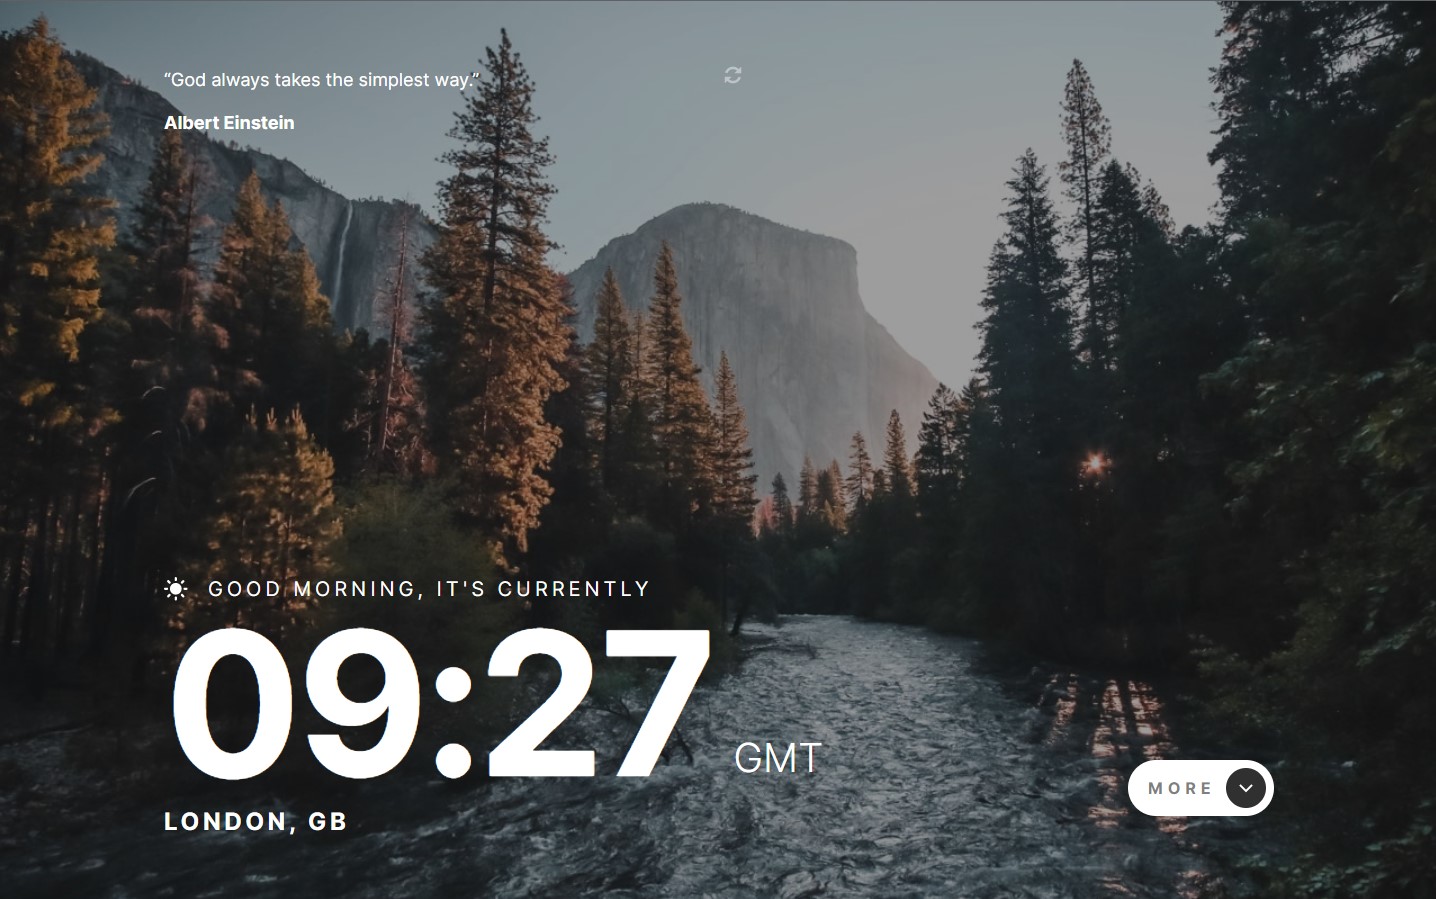 “God always takes the simplest way.”
Albert Einstein
GOOD MORNING, IT'S CURRENTLY
09:27 GMT
LONDON, GB
MORE